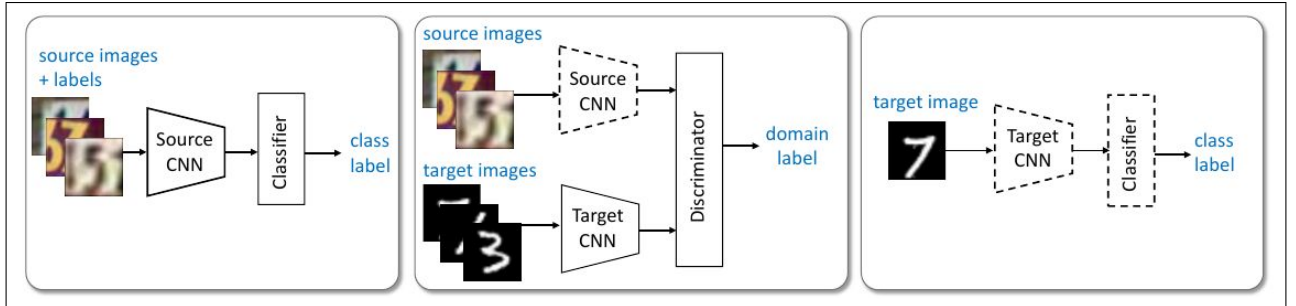 source images
+ labels
Source
CNN
Classifier
class
label
source images
Source
CNN
target images
Target
CNN
Discriminator
domain
label
target image
Target
CNN
Classifier
class
label